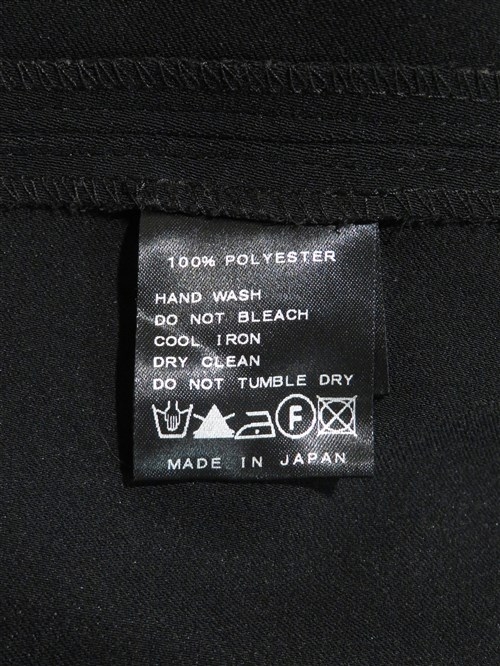 100% POLYESTER
HAND WASH
DO NOT BLEACH
COOL IRON
DRY CLEAN
DO NOT TUMBLE DRY
F
MADE IN JAPAN